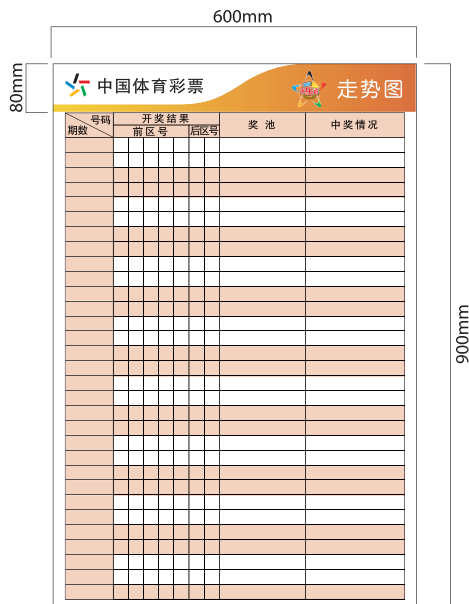 600mm
80mm
中国体育彩票
走势图
号码
期数
开奖结果
前区号
后区号
奖池
中奖情况
900mm